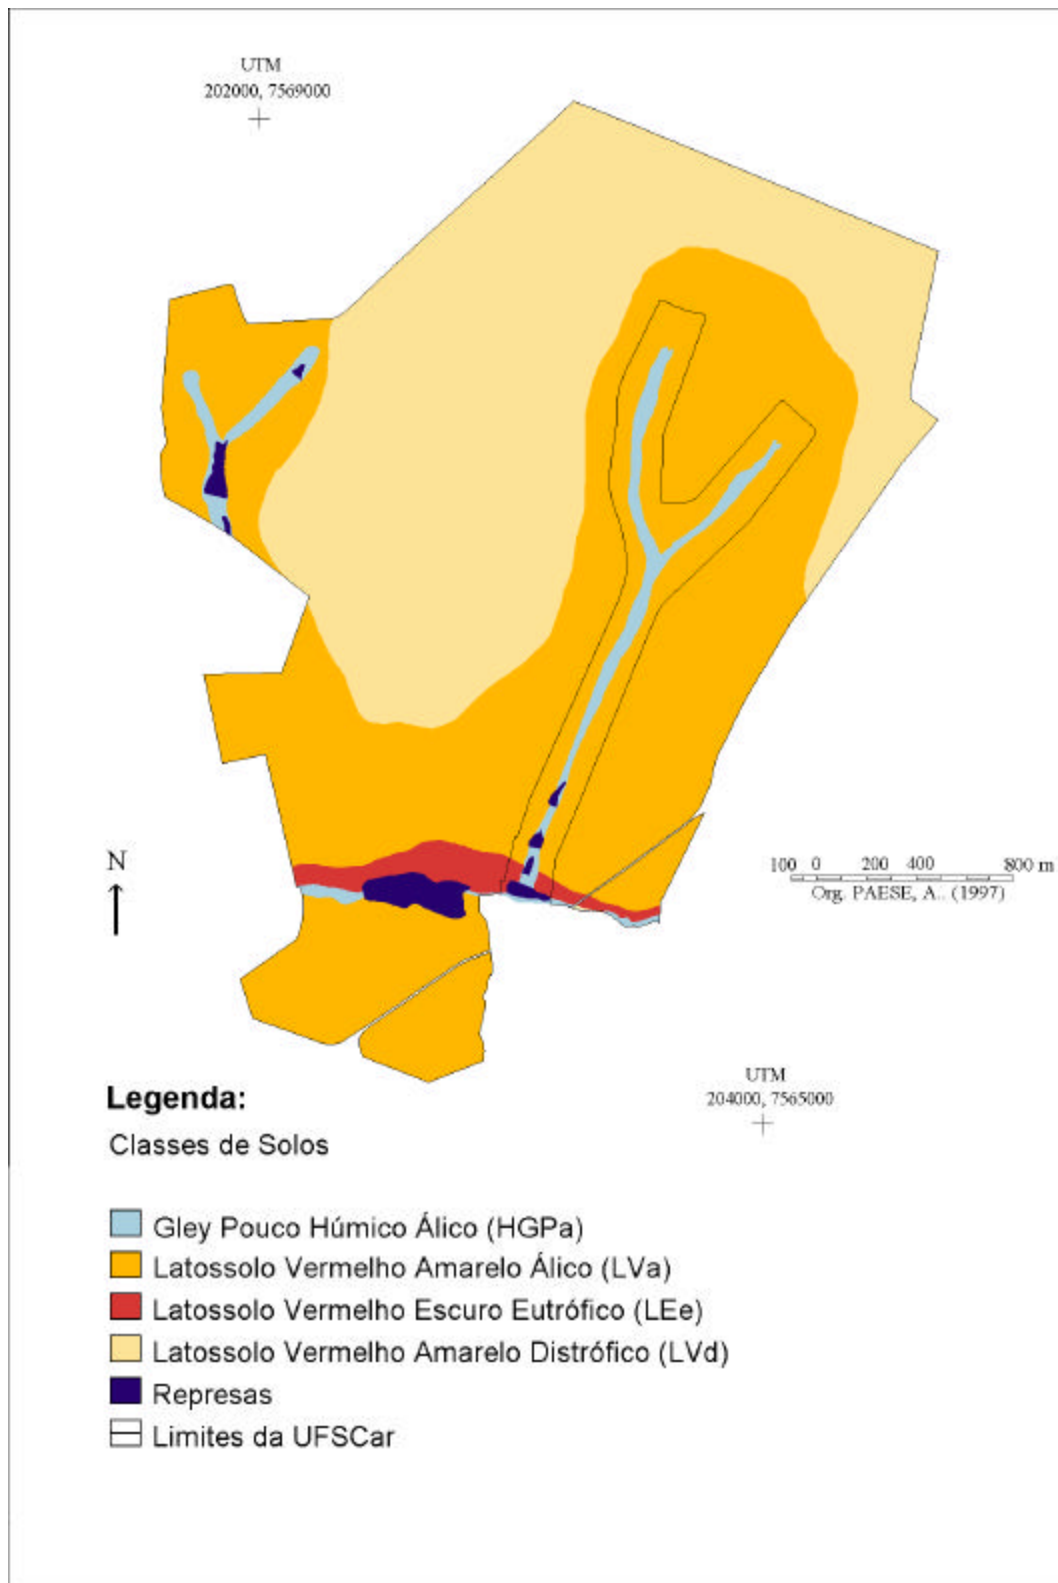 UTM
202000, 7569000
N
100 0 200 400 800 m
Org. PAESE, A.. (1997)
UTM
204000, 7565000
Legenda:
Classes de Solos
Gley Pouco Húmico Álico (HGPa)
Latossolo Vermelho Amarelo Álico (LVa)
Latossolo Vermelho Escuro Eutrófico (LEe)
Latossolo Vermelho Amarelo Distrófico (LVd)
Represas
Limites da UFSCar